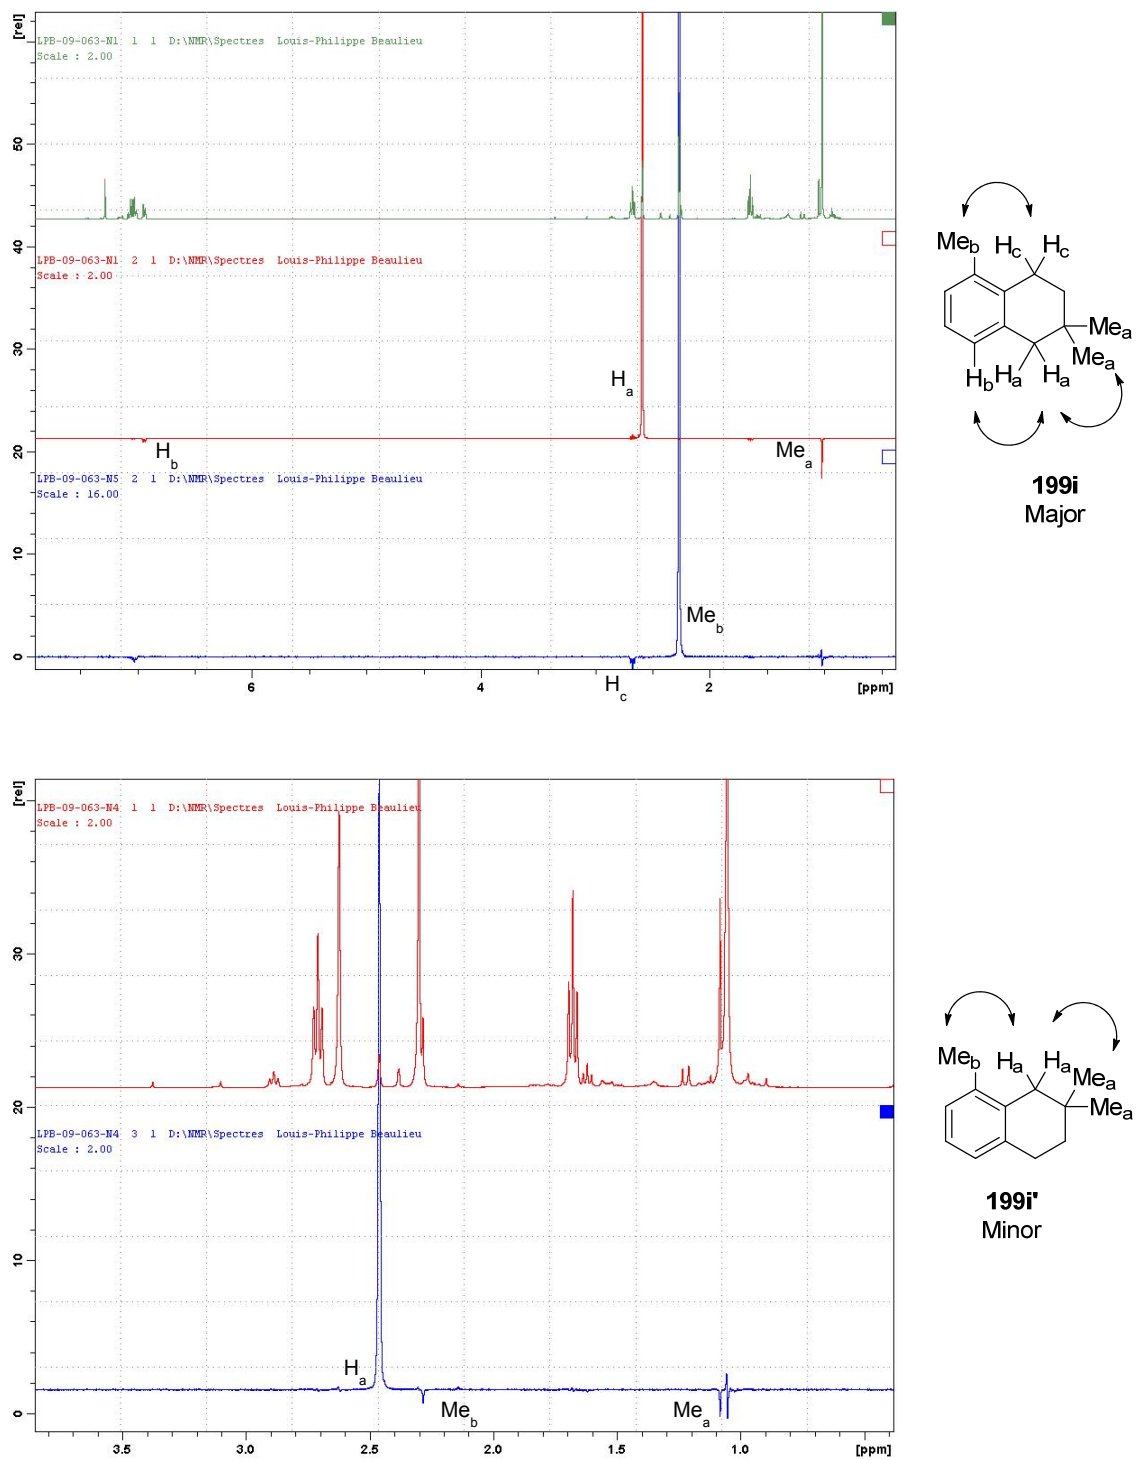 [rel]
LPB-09-063-N1 1 1 D:\NMR\Spectres Louis-Philippe Beaulieu
Scale : 2.00
50
40
LPB-09-063-N1 2 1 D:\NMR\Spectres Louis-Philippe Beaulieu
Scale : 2.00
30
Ha
20
Hb
Mea
LPB-09-063-N5 2 1 D:\NMR\Spectres Louis-Philippe Beaulieu
Scale : 16.00
10
Meb
0
6 4 2 [ppm]
Hc
Meb Hc Hc
Mea
Mea
Hb Ha Ha
199i
Major
[rel]
LPB-09-063-N4 1 1 D:\NMR\Spectres Louis-Philippe Beaulieu
Scale : 2.00
30
20
LPB-09-063-N4 3 1 D:\NMR\Spectres Louis-Philippe Beaulieu
Scale : 2.00
10
Ha
0
Meb Mea
3.5 3.0 2.5 2.0 1.5 1.0 [ppm]
Meb Ha Ha
Mea
Mea
199i'
Minor